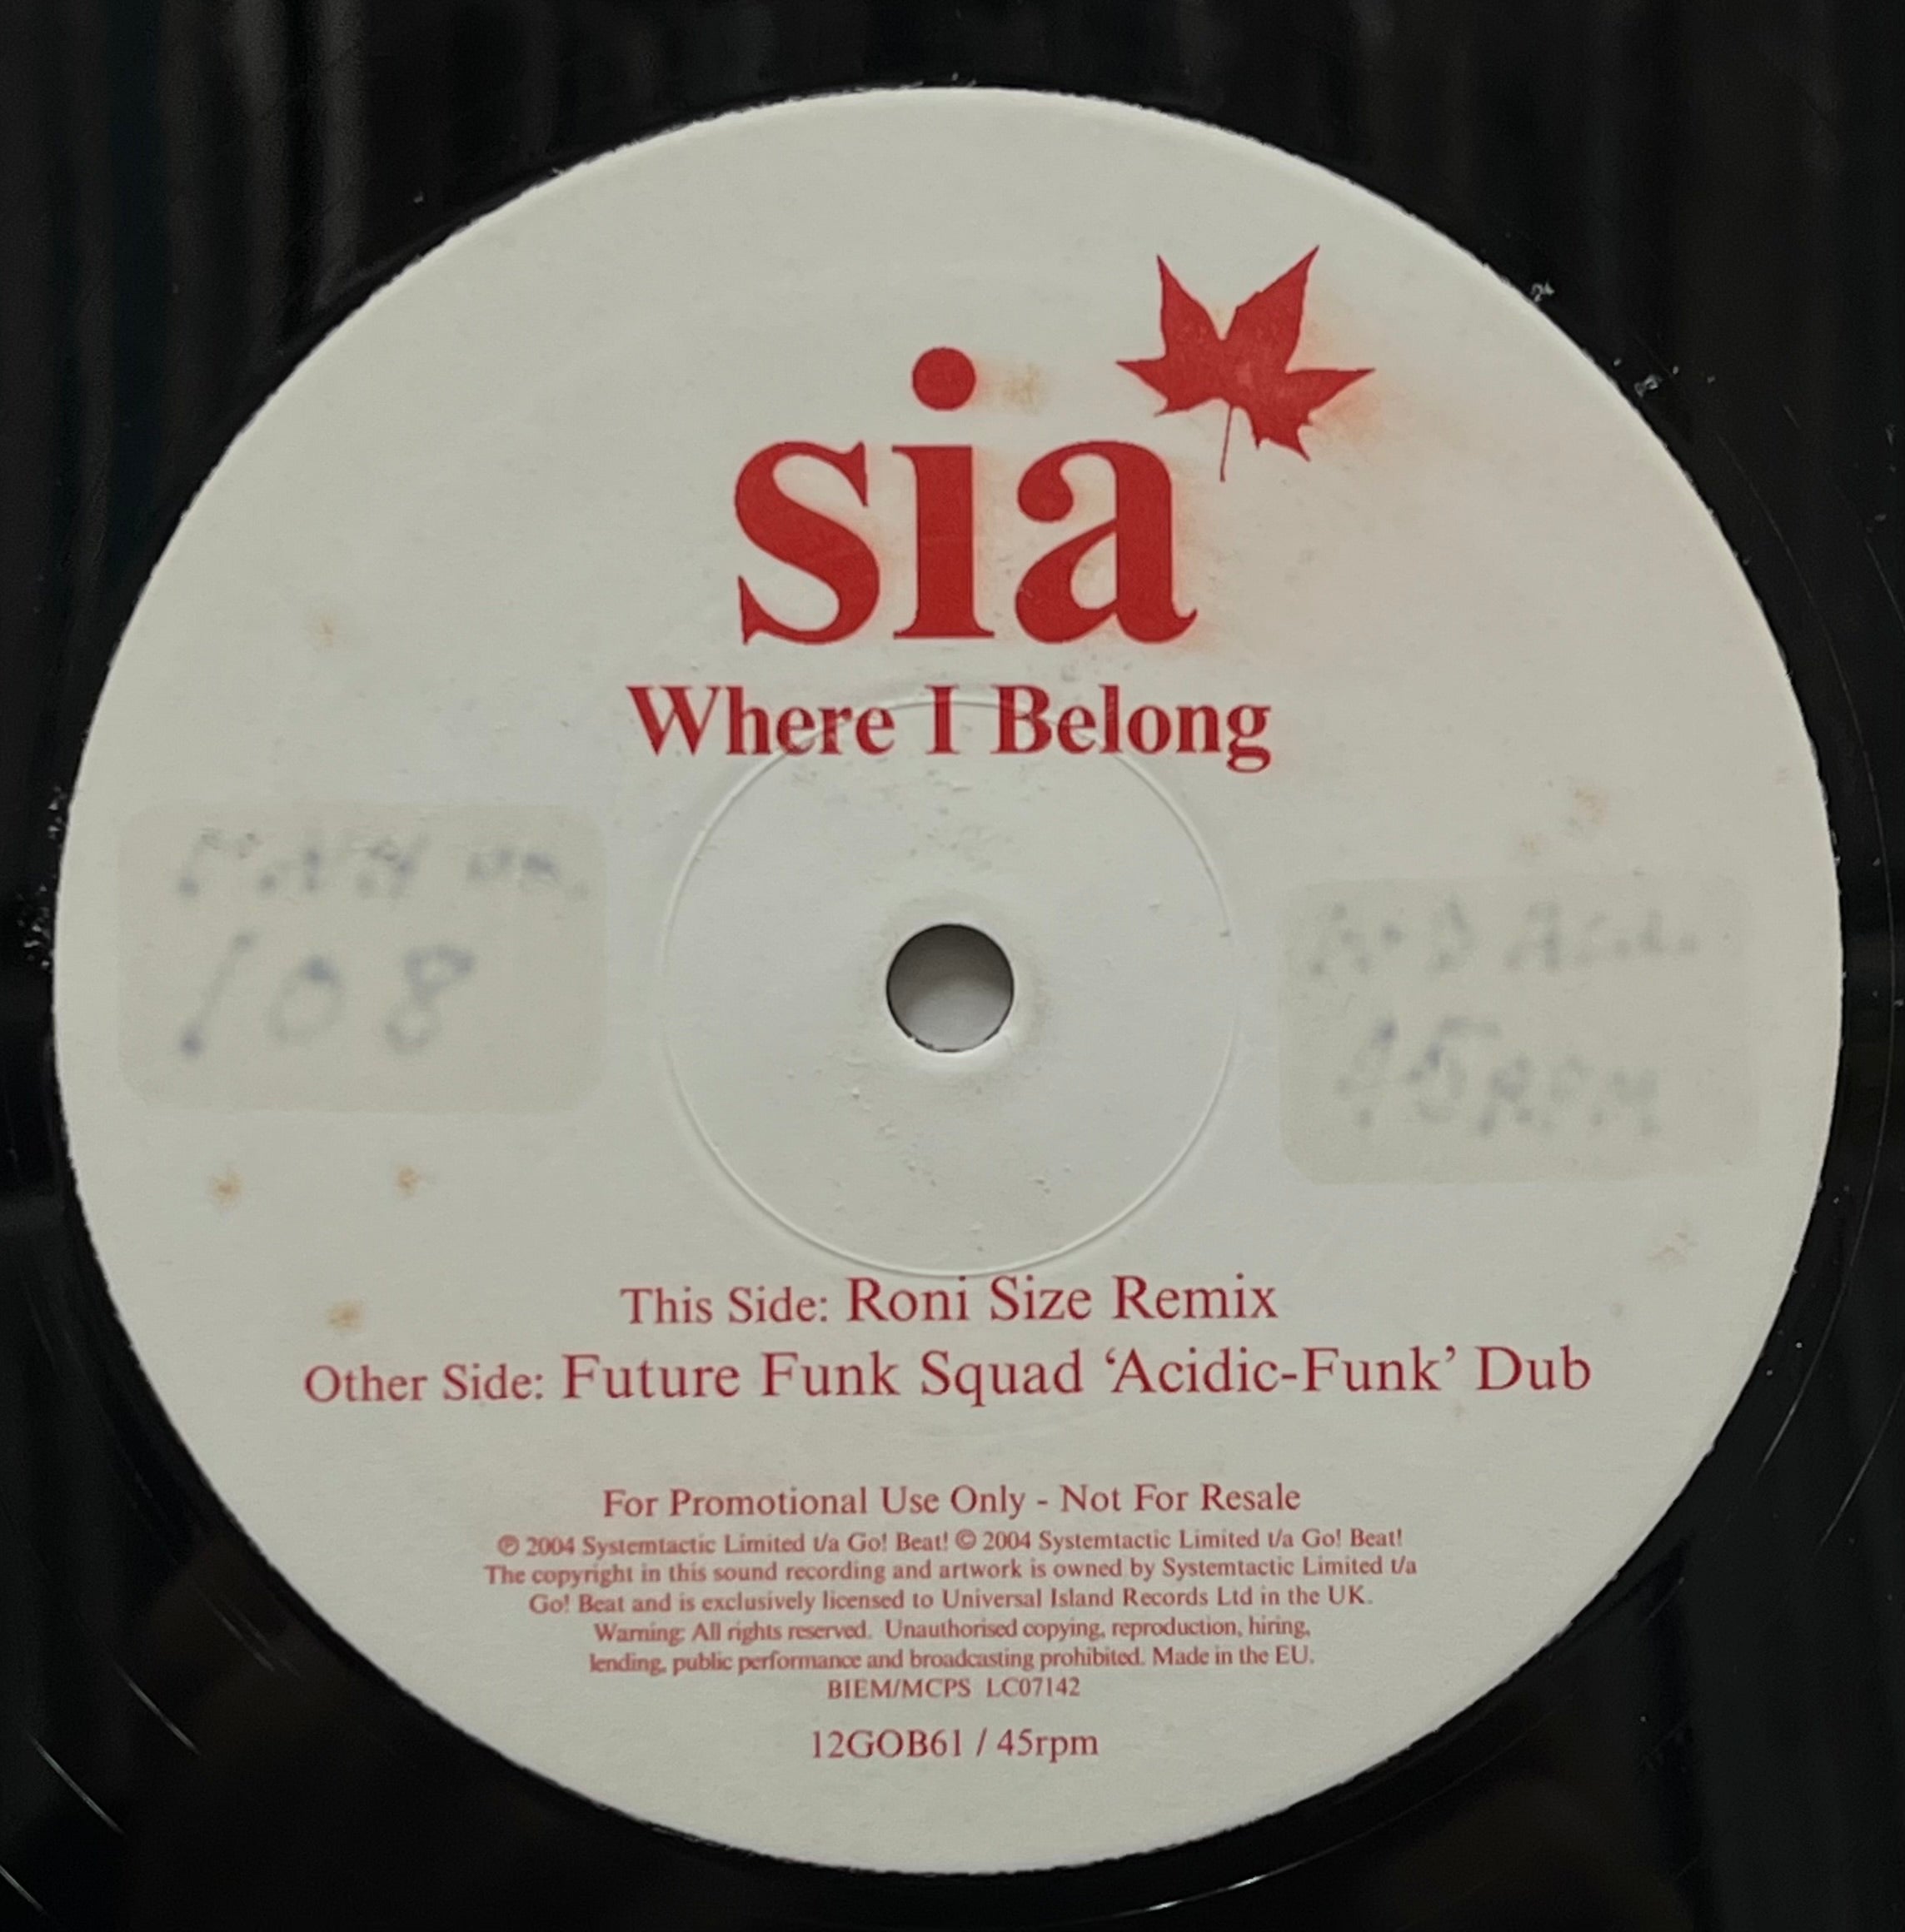 sia
Where I Belong
108
This Side: Roni Size Remix
Other Side: Future Funk Squad ‘Acidic-Funk’ Dub
For Promotional Use Only - Not For Resale
℗ 2004 Systemtactic Limited t/a Go! Beat! © 2004 Systemtactic Limited t/a Go! Beat!
The copyright in this sound recording and artwork is owned by Systemtactic Limited t/a
Go! Beat and is exclusively licensed to Universal Island Records Ltd in the UK.
Warning: All rights reserved. Unauthorised copying, reproduction, hiring,
lending, public performance and broadcasting prohibited. Made in the EU.
BIEM/MCPS LC07142
12GOB61 / 45rpm